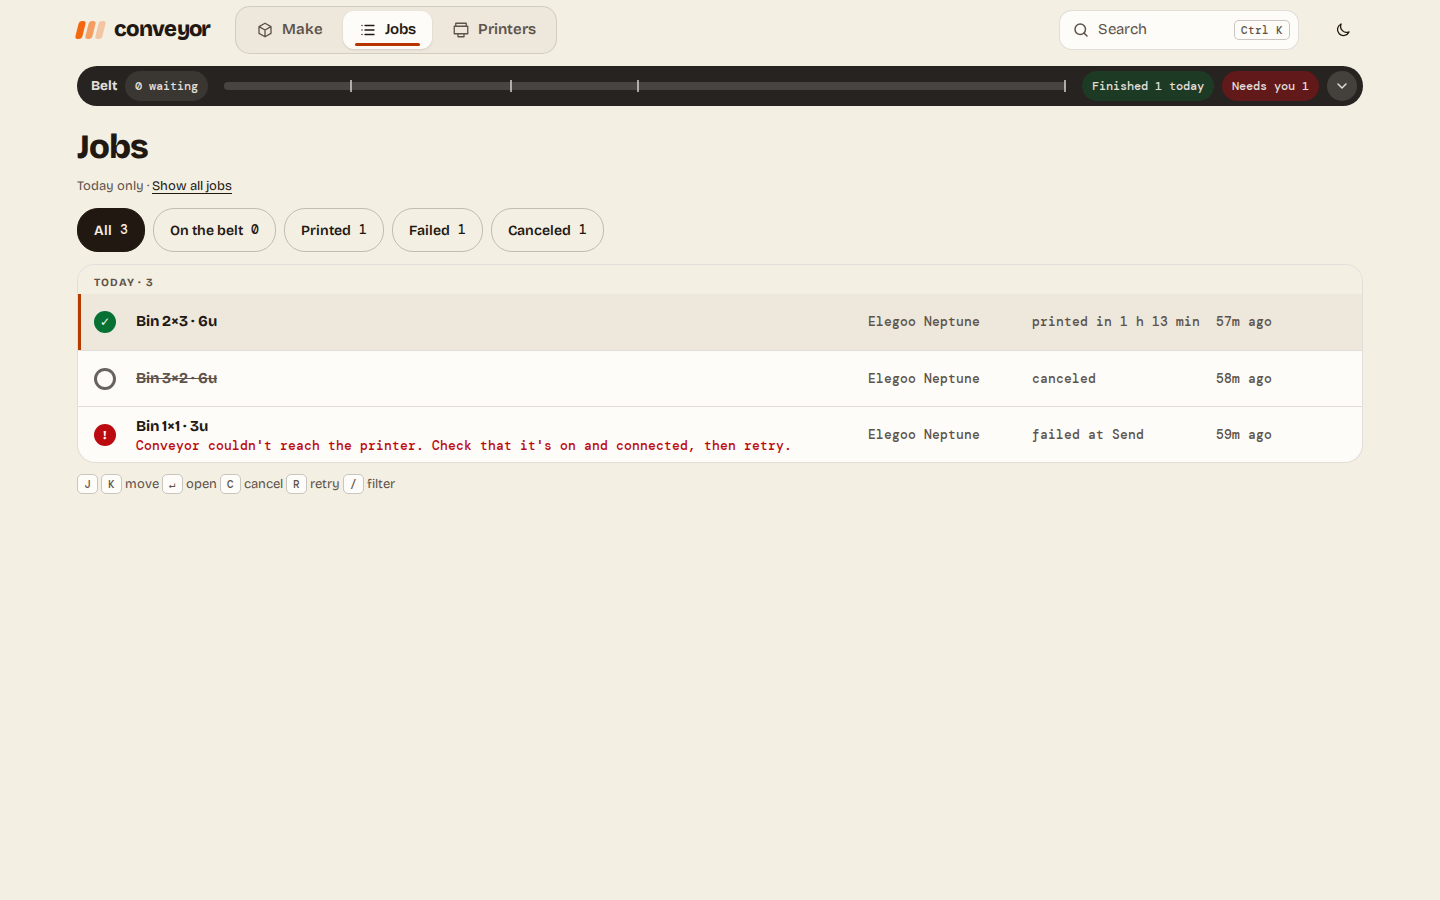 conveyor Make Jobs Printers Search Ctrl K
Belt 0 waiting Finished 1 today Needs you 1
Jobs
Today only · Show all jobs
All 3 On the belt 0 Printed 1 Failed 1 Canceled 1
TODAY · 3
✓ Bin 2×3 · 6u Elegoo Neptune printed in 1 h 13 min 57m ago
Bin 3×2 · 6u Elegoo Neptune canceled 58m ago
! Bin 1×1 · 3u Elegoo Neptune failed at Send 59m ago
Conveyor couldn't reach the printer. Check that it's on and connected, then retry.
J K move ↵ open C cancel R retry / filter